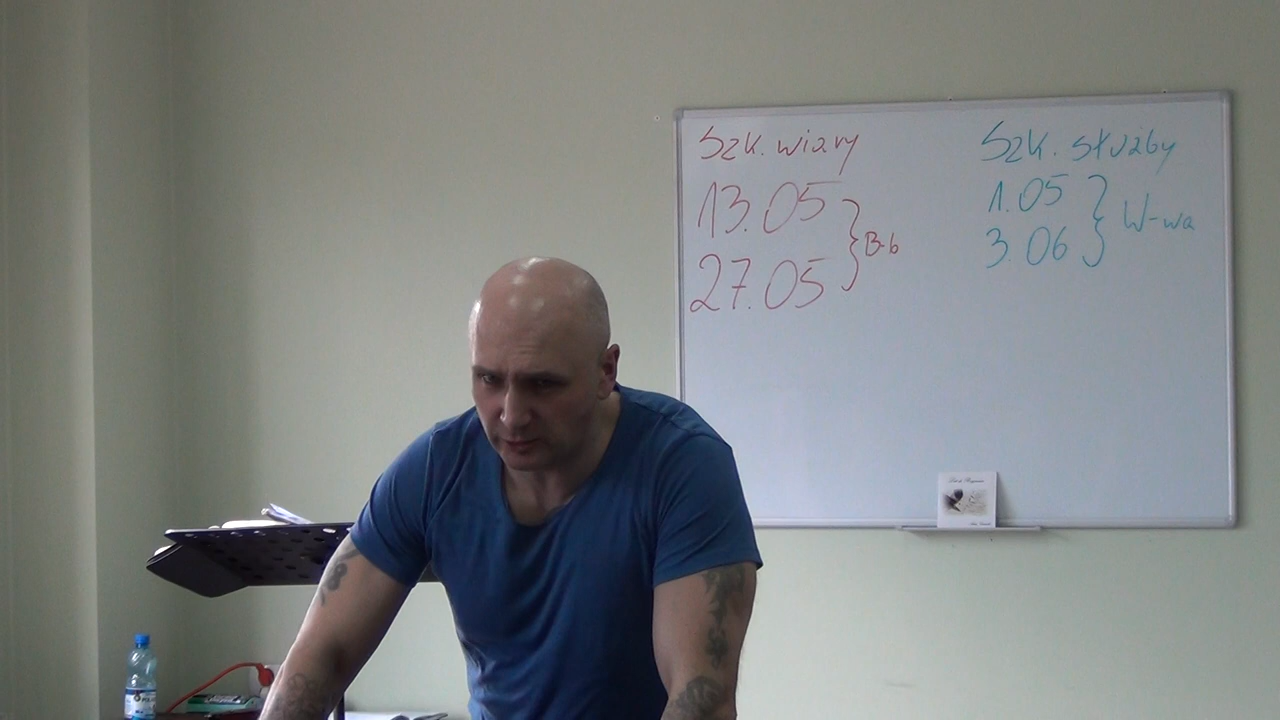 Szk. wiary
13.05
27.05
B-b
Szk. służby
1.05
3.06
W-wa